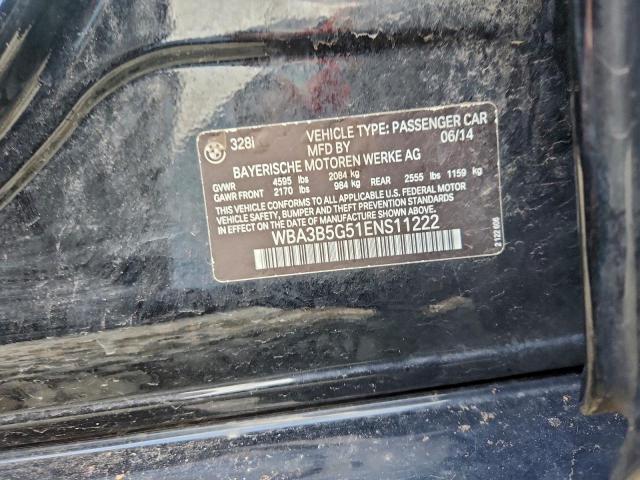 328i VEHICLE TYPE: PASSENGER CAR
MFD BY 06/14
BAYERISCHE MOTOREN WERKE AG
GVWR 4595 lbs 2084 kg
GAWR FRONT 2170 lbs 984 kg REAR 2555 lbs 1159 kg
THIS VEHICLE CONFORMS TO ALL APPLICABLE U.S. FEDERAL MOTOR
VEHICLE SAFETY, BUMPER AND THEFT PREVENTION STANDARDS
IN EFFECT ON THE DATE OF MANUFACTURE SHOWN ABOVE.
WBA3B5G51ENS11222